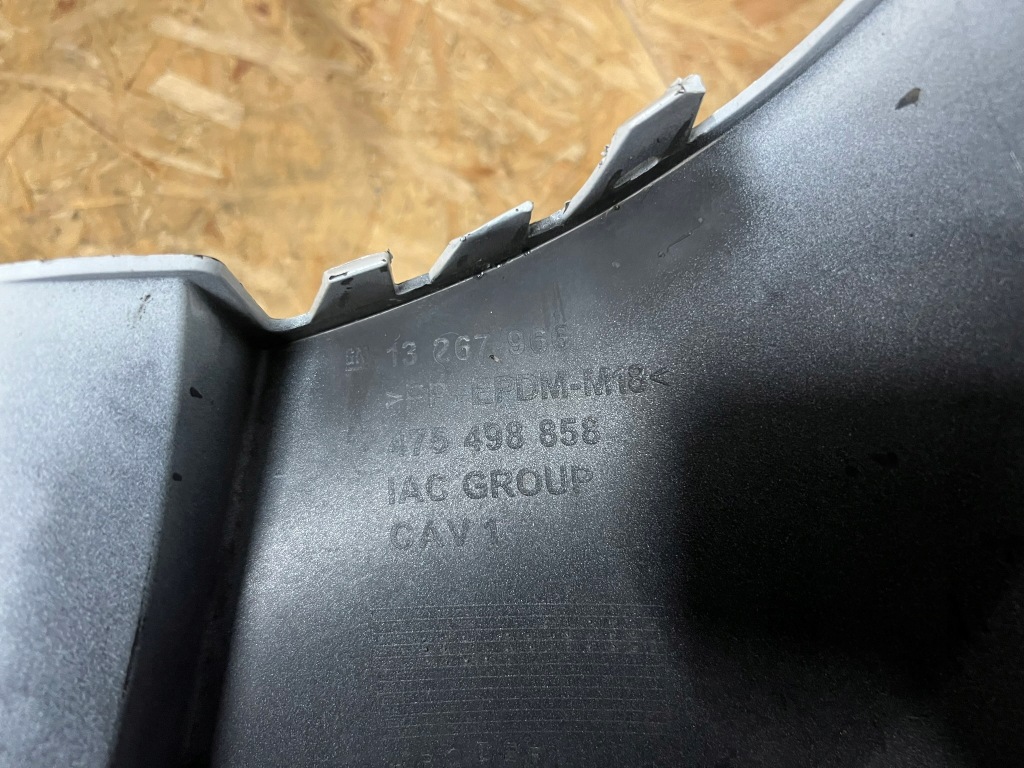 13 267 965
>PP+EPDM-M18<
475 498 858
IAC GROUP
CAV 1